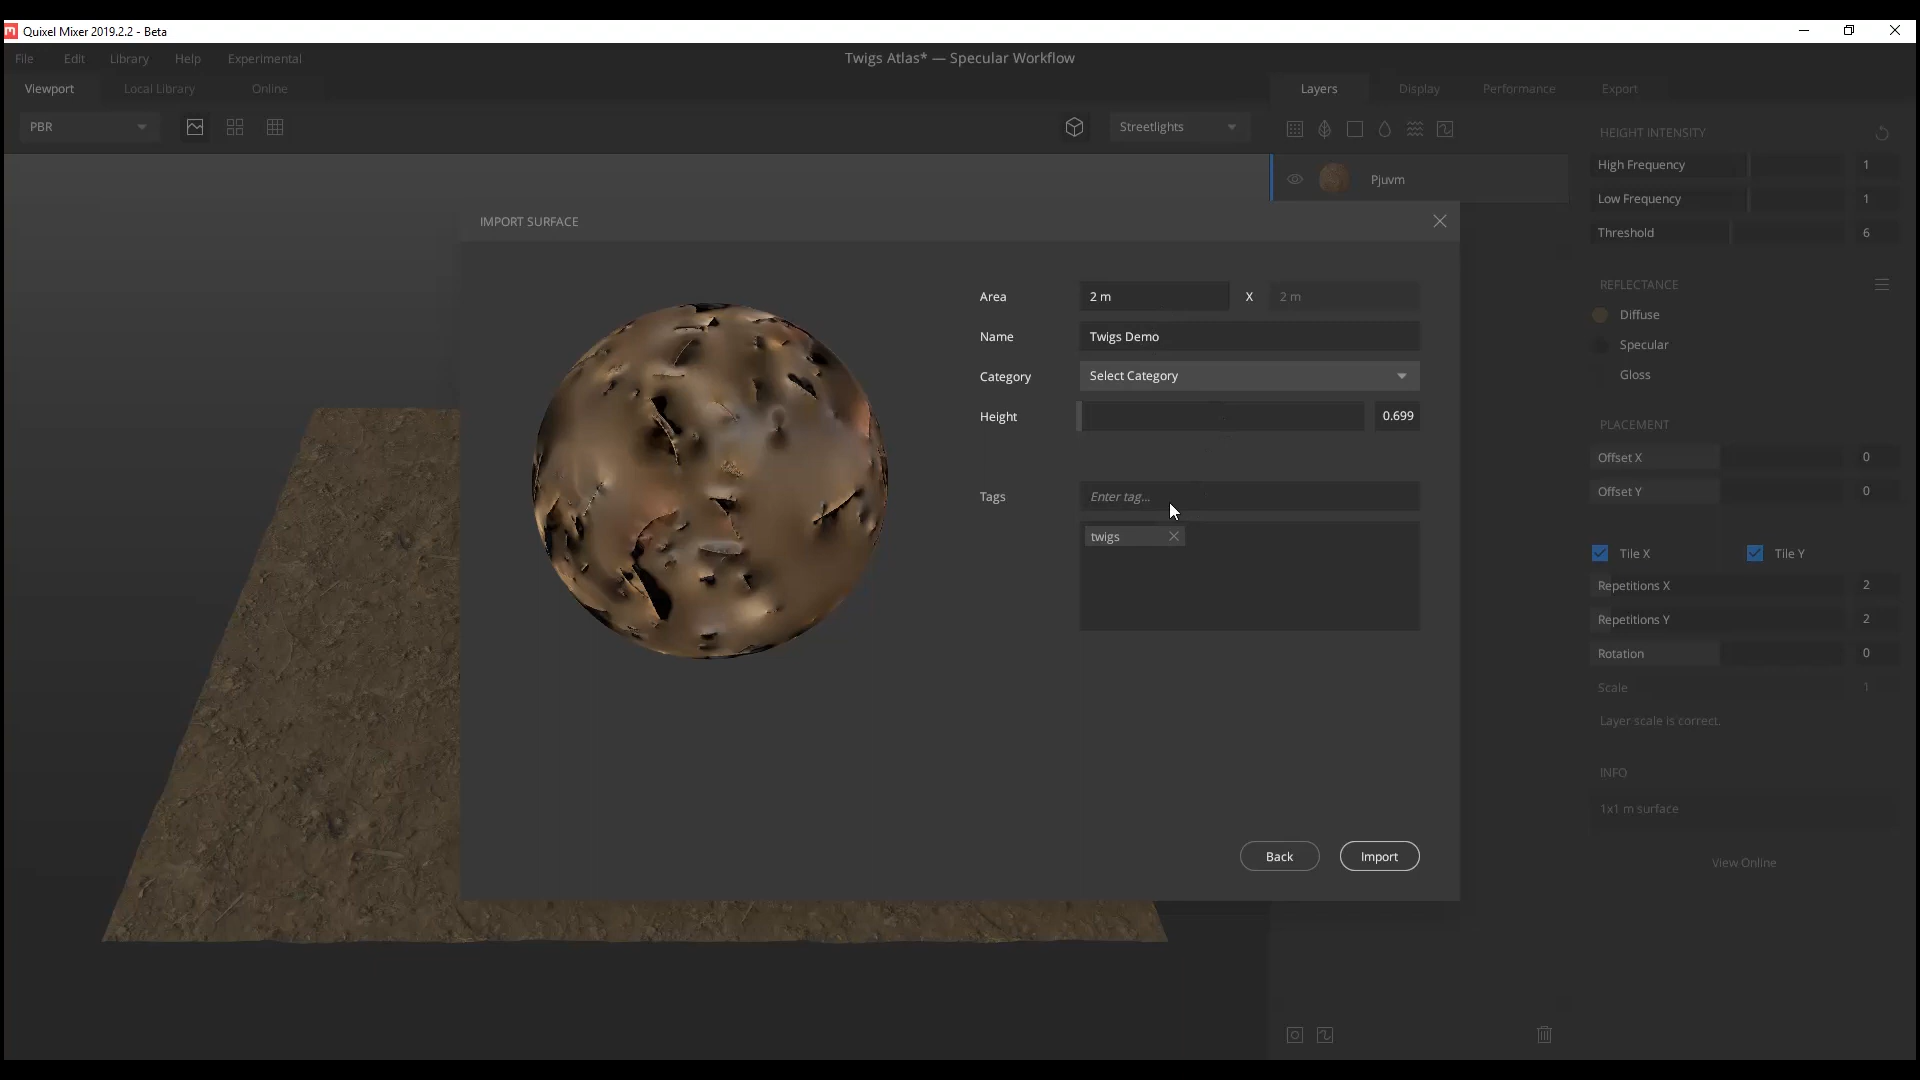 Quixel Mixer 2019.2.2 - Beta
File Edit Library Help Experimental
Twigs Atlas* — Specular Workflow
Viewport Local Library Online
Layers Display Performance Export
PBR
Streetlights
Pjuvm
HEIGHT INTENSITY
High Frequency 1
Low Frequency 1
Threshold 6
REFLECTANCE
Diffuse
Specular
Gloss
PLACEMENT
Offset X 0
Offset Y 0
Tile X Tile Y
Repetitions X 2
Repetitions Y 2
Rotation 0
Scale 1
Layer scale is correct.
INFO
1x1 m surface
View Online
IMPORT SURFACE
Area 2 m X 2 m
Name Twigs Demo
Category Select Category
Height 0.699
Tags Enter tag...
twigs
Back Import